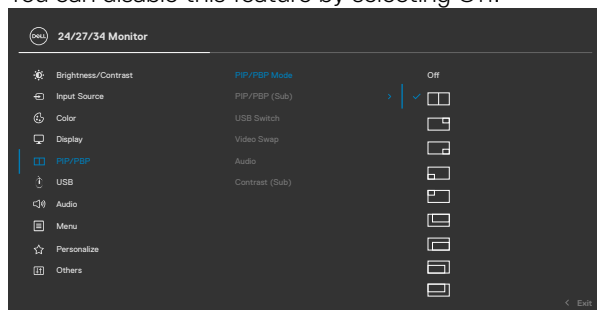 You can disable this feature by selecting Off.
DELL 24/27/34 Monitor
Brightness/Contrast PIP/PBP Mode Off
Input Source PIP/PBP (Sub)
Color USB Switch
Display Video Swap
PIP/PBP Audio
USB Contrast (Sub)
Audio
Menu
Personalize
Others
Exit